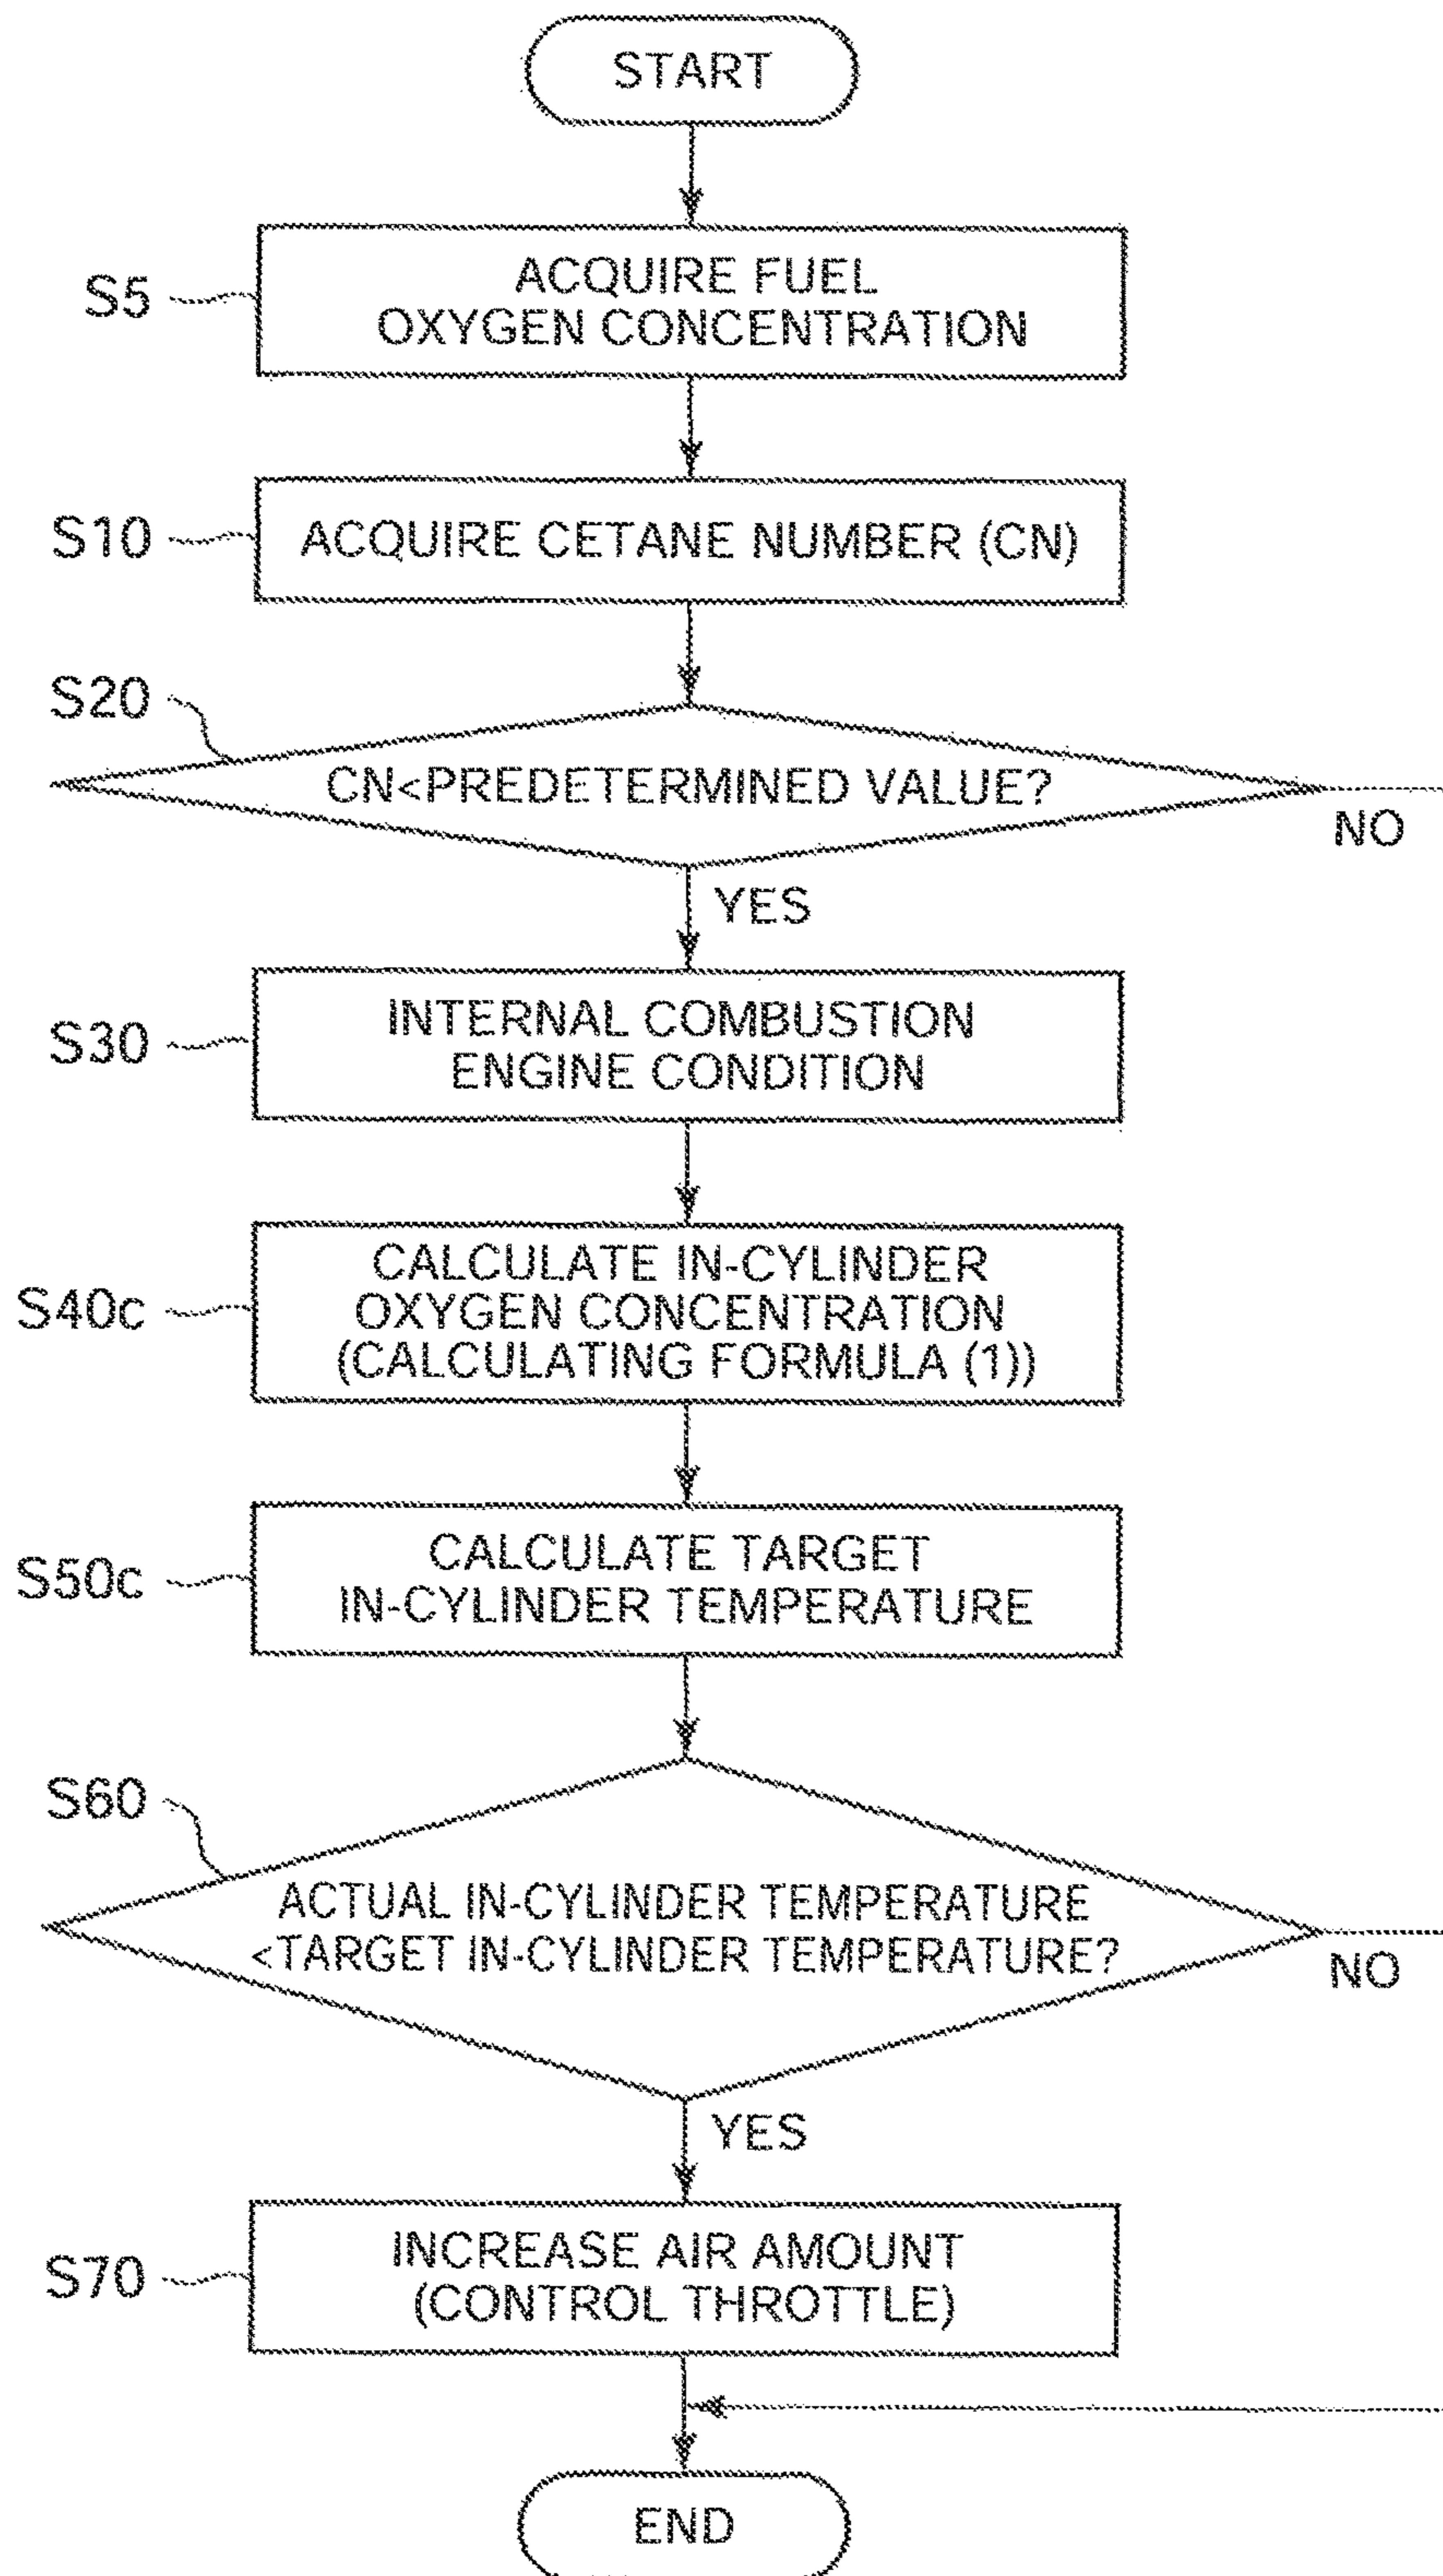 START
S5
ACQUIRE FUEL
OXYGEN CONCENTRATION
S10
ACQUIRE CETANE NUMBER (CN)
S20
CN<PREDETERMINED VALUE?
NO
YES
S30
INTERNAL COMBUSTION
ENGINE CONDITION
S40c
CALCULATE IN-CYLINDER
OXYGEN CONCENTRATION
(CALCULATING FORMULA (1))
S50c
CALCULATE TARGET
IN-CYLINDER TEMPERATURE
S60
ACTUAL IN-CYLINDER TEMPERATURE
<TARGET IN-CYLINDER TEMPERATURE?
NO
YES
S70
INCREASE AIR AMOUNT
(CONTROL THROTTLE)
END